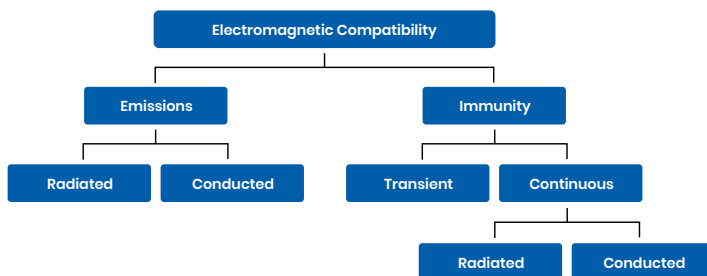 Electromagnetic Compatibility
Emissions
Immunity
Radiated
Conducted
Transient
Continuous
Radiated
Conducted